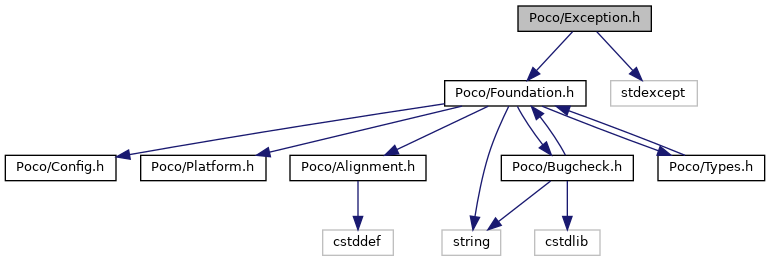 Poco/Exception.h
Poco/Foundation.h
stdexcept
Poco/Config.h
Poco/Platform.h
Poco/Alignment.h
Poco/Bugcheck.h
Poco/Types.h
cstddef
string
cstdlib